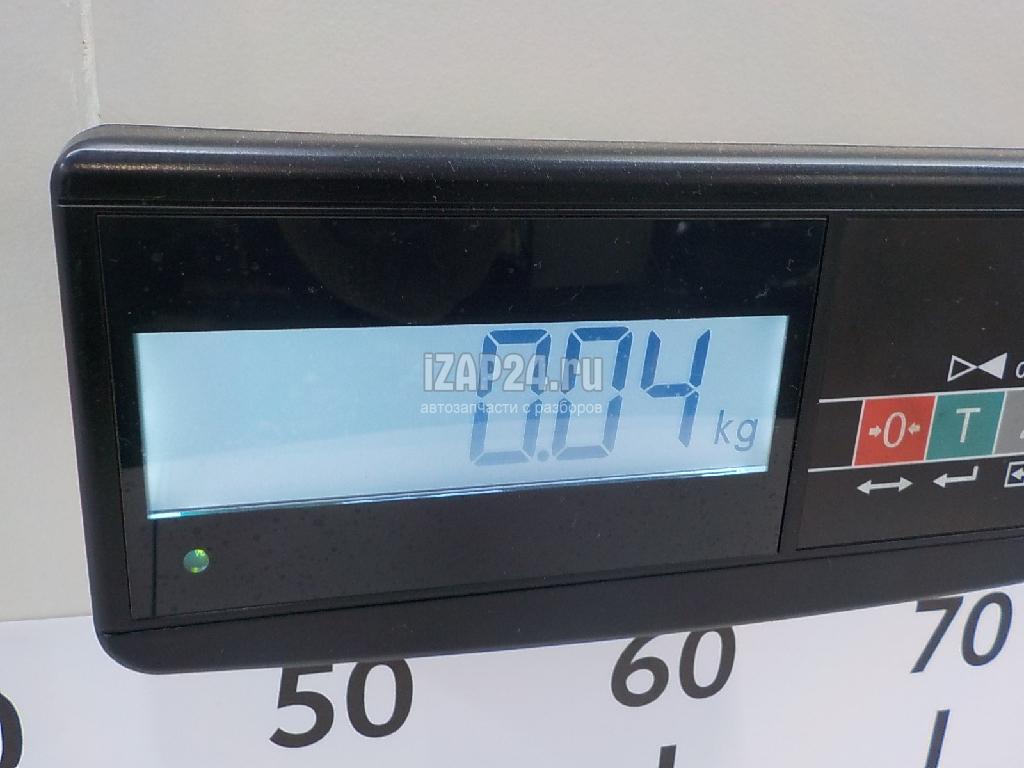 0.04 kg
iZAP24.ru
автозапчасти с разборов
0 T
50 60 70